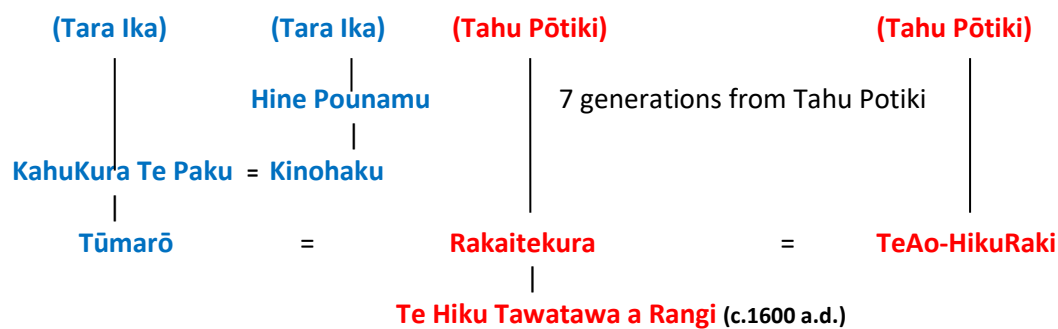 (Tara Ika) (Tara Ika) (Tahu Pōtiki) (Tahu Pōtiki)
Hine Pounamu 7 generations from Tahu Potiki
KahuKura Te Paku = Kinohaku
Tūmarō = Rakaitekura = TeAo-HikuRaki
Te Hiku Tawatawa a Rangi (c.1600 a.d.)